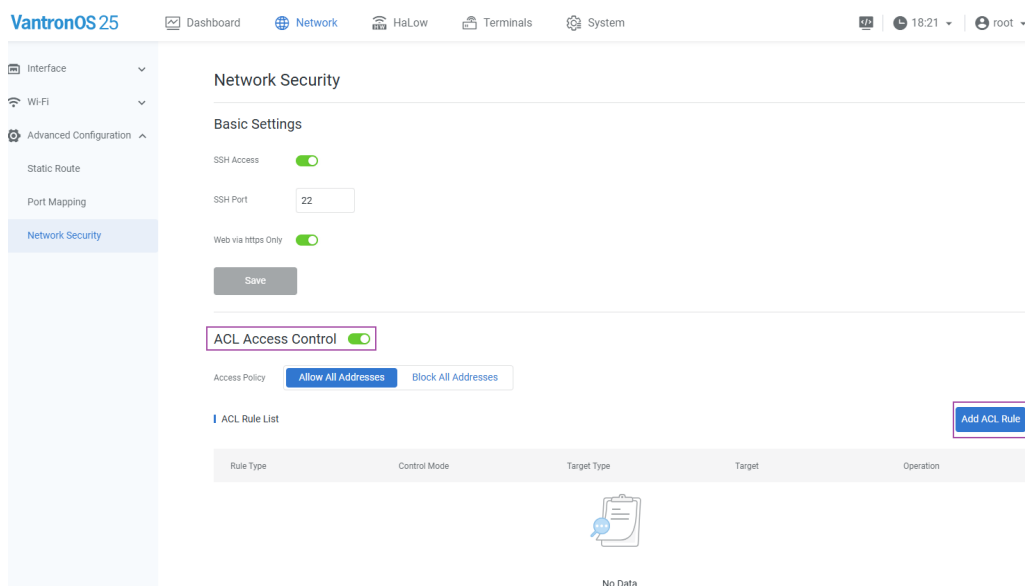 VantronOS 25
Dashboard
Network
HaLow
Terminals
System
18:21
root
Interface
Wi-Fi
Advanced Configuration
Static Route
Port Mapping
Network Security
Network Security
Basic Settings
SSH Access
SSH Port
22
Web via https Only
Save
ACL Access Control
Access Policy
Allow All Addresses
Block All Addresses
ACL Rule List
Add ACL Rule
Rule Type
Control Mode
Target Type
Target
Operation
No Data